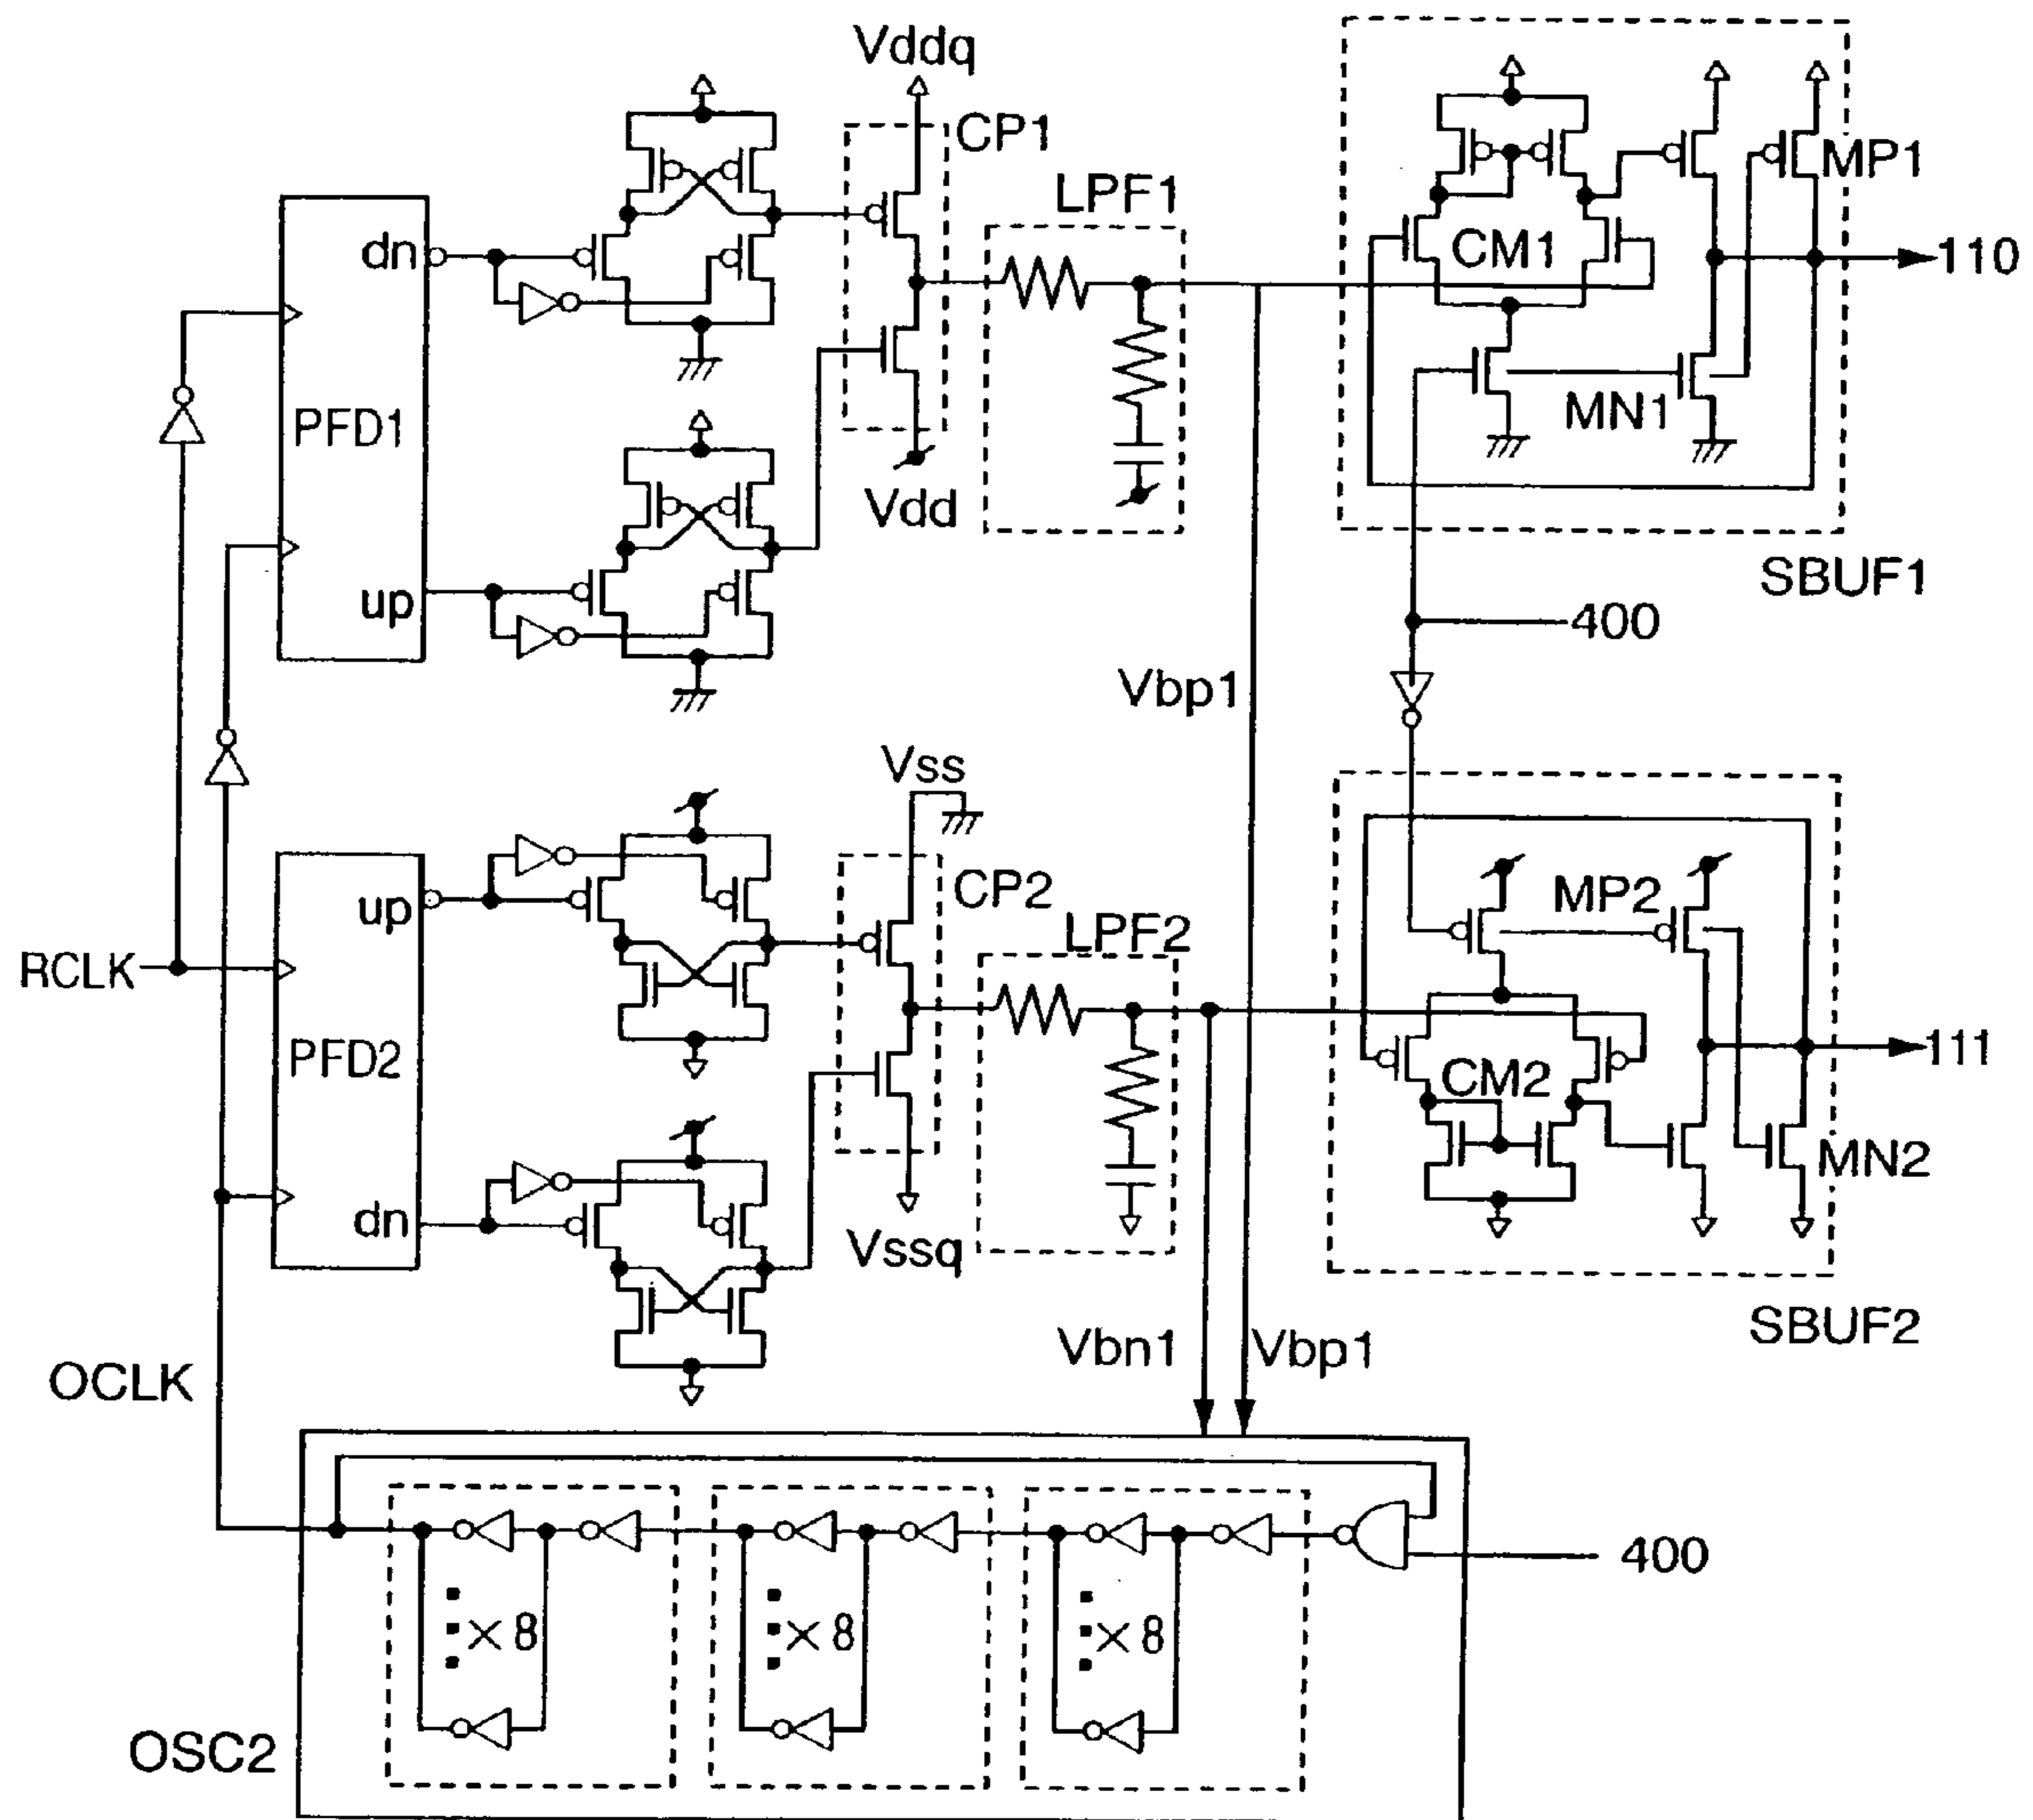 Vddq
CP1
MP1
LPF1
dn
CM1
110
PFD1
MN1
Vdd
SBUF1
up
400
Vbp1
Vss
CP2
MP2
up
LPF2
RCLK
PFD2
CM2
111
MN2
dn
Vssq
SBUF2
Vbn1
Vbp1
OCLK
400
×8
×8
×8
OSC2